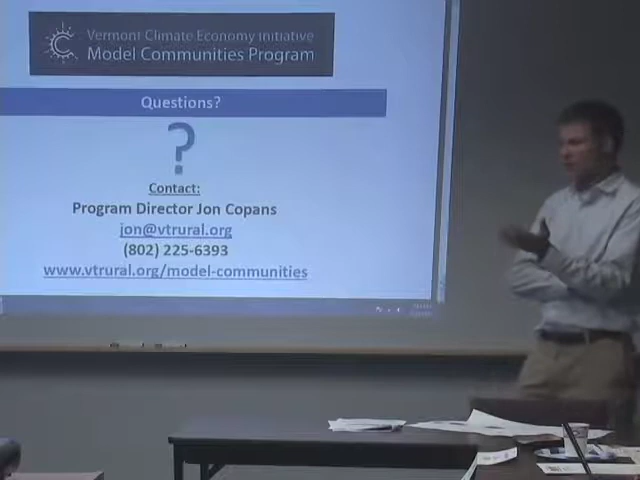 Vermont Climate Economy Initiative
Model Communities Program
Questions?
?
Contact:
Program Director Jon Copans
jon@vtrural.org
(802) 225-6393
www.vtrural.org/model-communities